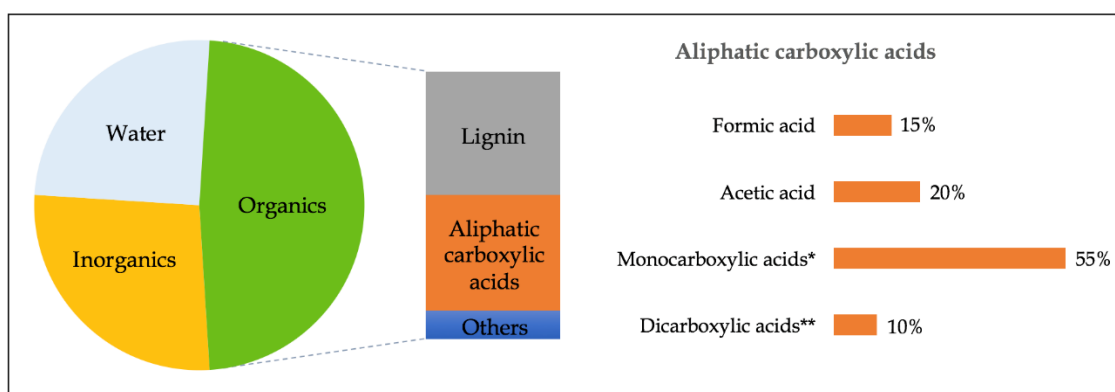 Water
Organics
Inorganics
Lignin
Aliphatic
carboxylic
acids
Others
Aliphatic carboxylic acids
Formic acid 15%
Acetic acid 20%
Monocarboxylic acids* 55%
Dicarboxylic acids** 10%